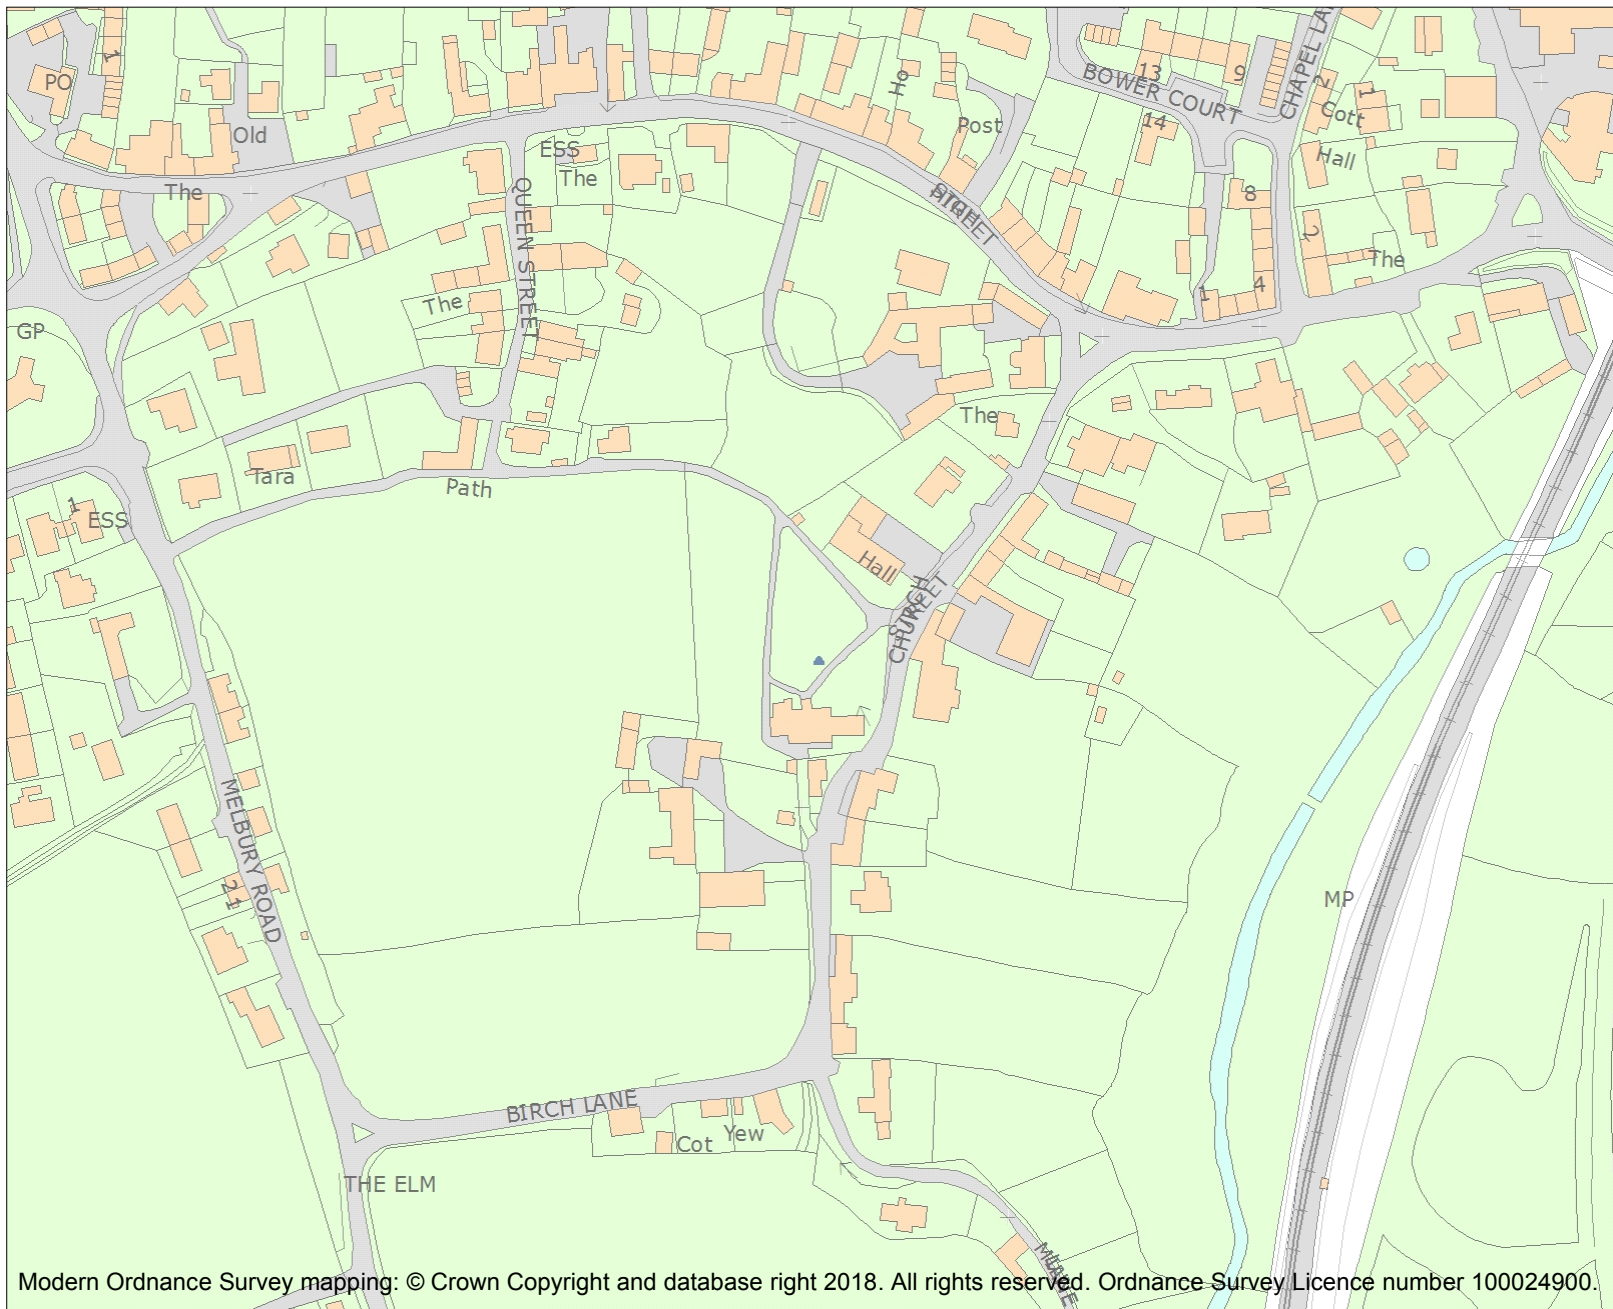 CHAPEL LA
1
PO
13
9
2
1
BOWER COURT
Ho
Cott
14
Post
Old
ESS
Hall
The
The
8
QUEEN STREET
HIGH
STREET
2
The
1
4
The
GP
The
Tara
Path
1
ESS
Hall
CHURCH
STREET
MELBURY ROAD
21
MP
BIRCH LANE
Cot
Yew
THE ELM
LANE
Modern Ordnance Survey mapping: © Crown Copyright and database right 2018. All rights reserved. Ordnance Survey Licence number 100024900.